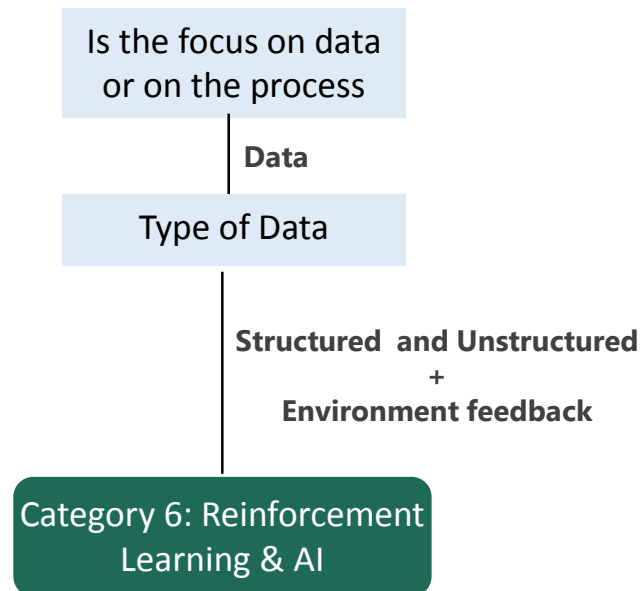 Is the focus on data
or on the process
Data
Type of Data
Structured and Unstructured
+
Environment feedback
Category 6: Reinforcement
Learning & AI